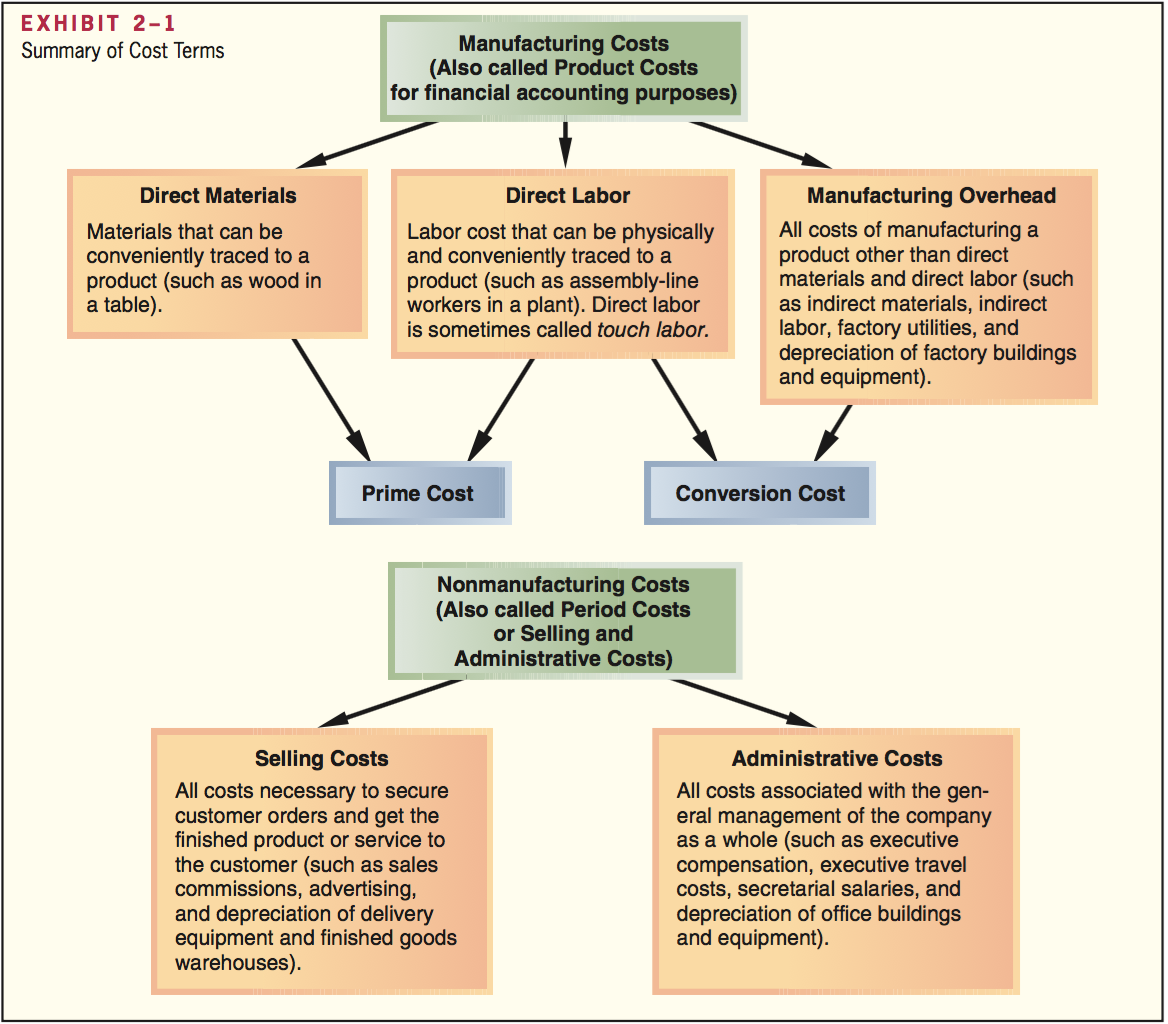 EXHIBIT 2–1
Summary of Cost Terms
Manufacturing Costs
(Also called Product Costs
for financial accounting purposes)
Direct Materials
Materials that can be
conveniently traced to a
product (such as wood in
a table).
Direct Labor
Labor cost that can be physically
and conveniently traced to a
product (such as assembly-line
workers in a plant). Direct labor
is sometimes called touch labor.
Manufacturing Overhead
All costs of manufacturing a
product other than direct
materials and direct labor (such
as indirect materials, indirect
labor, factory utilities, and
depreciation of factory buildings
and equipment).
Prime Cost
Conversion Cost
Nonmanufacturing Costs
(Also called Period Costs
or Selling and
Administrative Costs)
Selling Costs
All costs necessary to secure
customer orders and get the
finished product or service to
the customer (such as sales
commissions, advertising,
and depreciation of delivery
equipment and finished goods
warehouses).
Administrative Costs
All costs associated with the gen-
eral management of the company
as a whole (such as executive
compensation, executive travel
costs, secretarial salaries, and
depreciation of office buildings
and equipment).